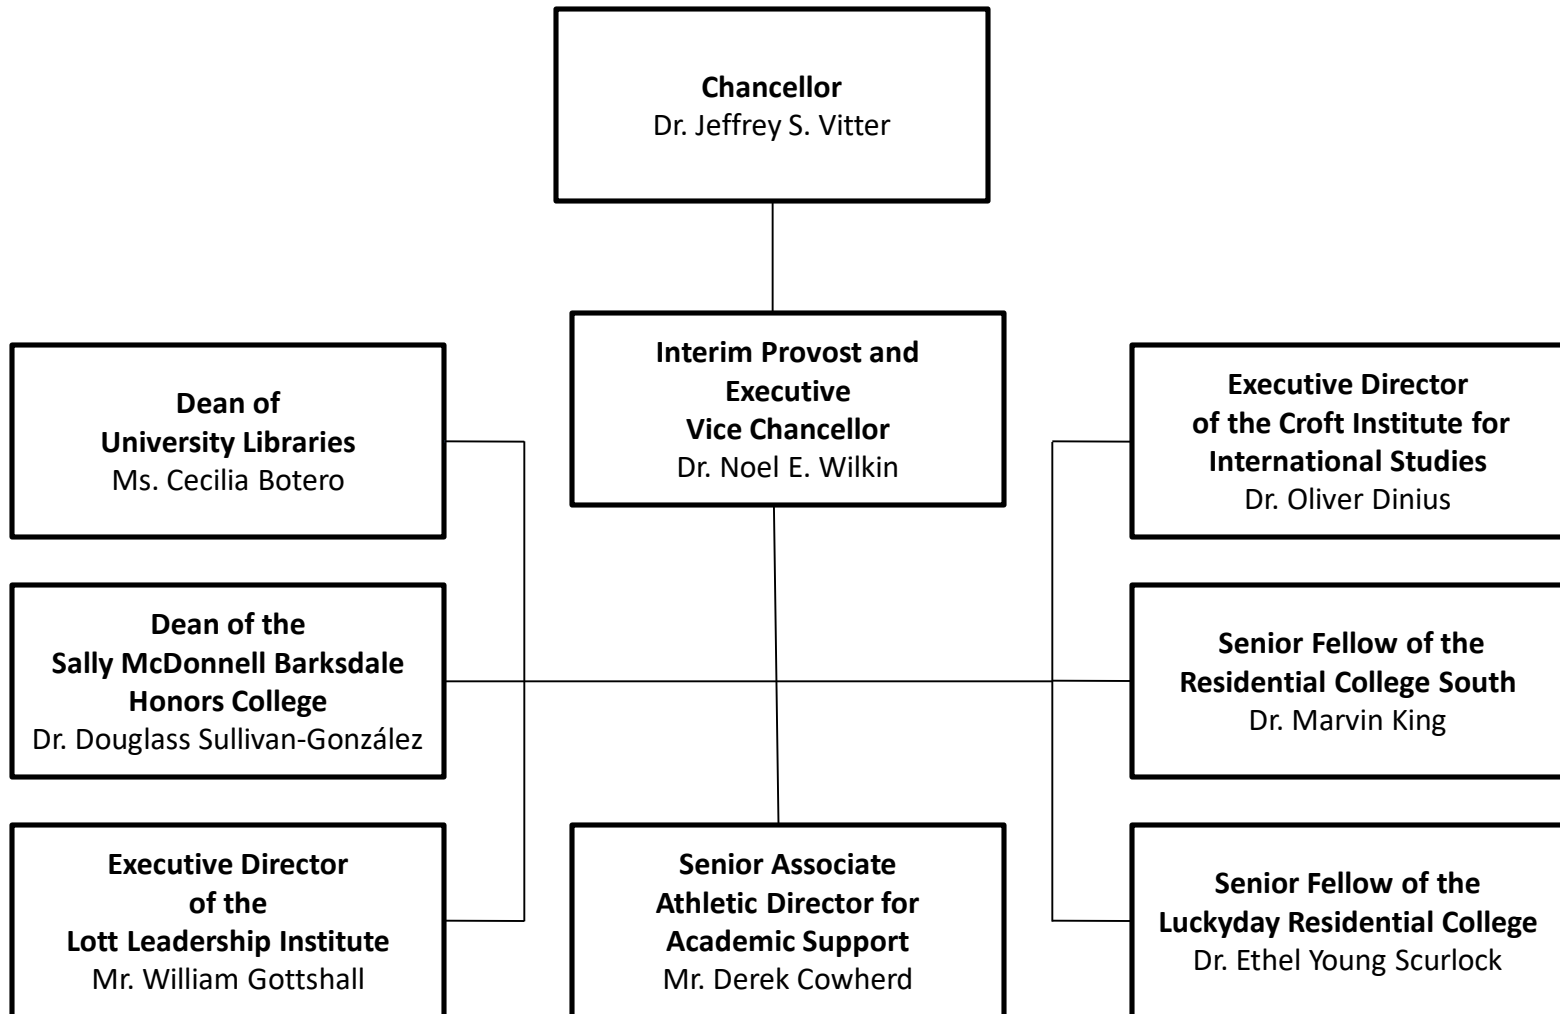 Chancellor
Dr. Jeffrey S. Vitter
Interim Provost and
Executive
Vice Chancellor
Dr. Noel E. Wilkin
Dean of
University Libraries
Ms. Cecilia Botero
Executive Director
of the Croft Institute for
International Studies
Dr. Oliver Dinius
Dean of the
Sally McDonnell Barksdale
Honors College
Dr. Douglass Sullivan-González
Senior Fellow of the
Residential College South
Dr. Marvin King
Executive Director
of the
Lott Leadership Institute
Mr. William Gottshall
Senior Associate
Athletic Director for
Academic Support
Mr. Derek Cowherd
Senior Fellow of the
Luckyday Residential College
Dr. Ethel Young Scurlock